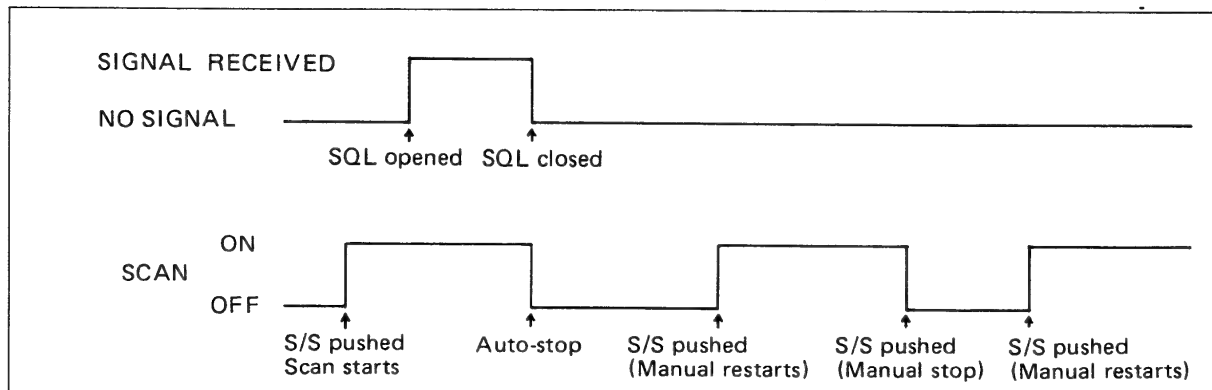 SIGNAL RECEIVED
NO SIGNAL
SQL opened
SQL closed
ON
SCAN
OFF
S/S pushed
Scan starts
Auto-stop
S/S pushed
(Manual restarts)
S/S pushed
(Manual stop)
S/S pushed
(Manual restarts)